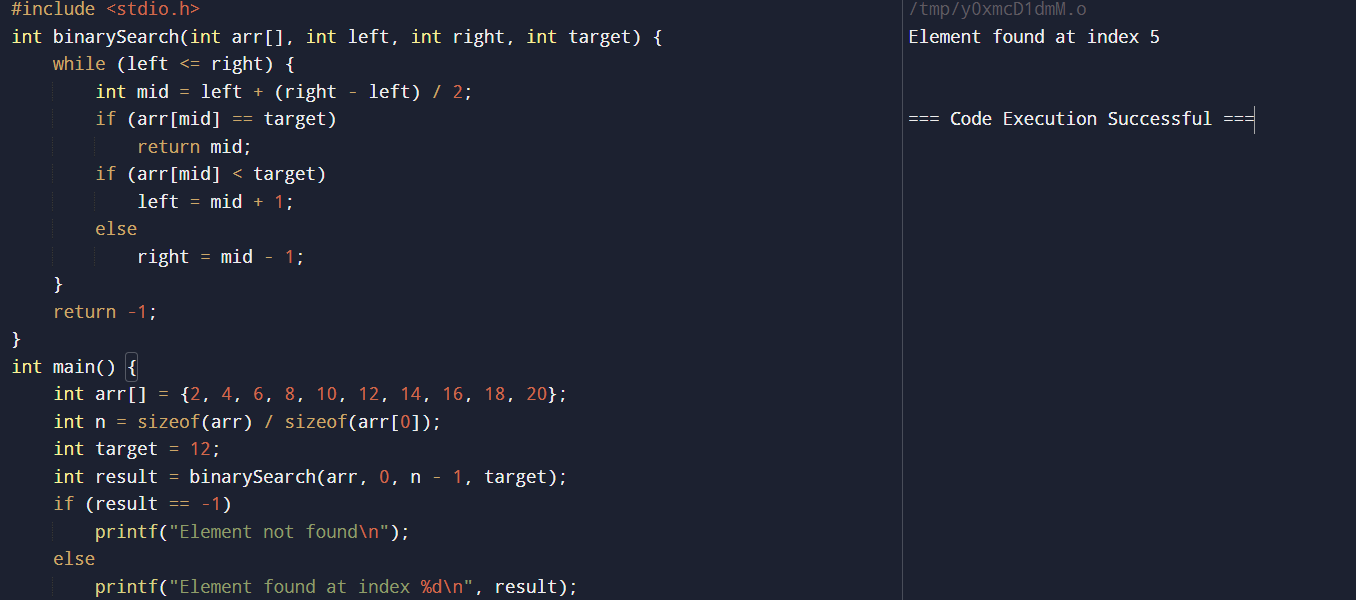 #include <stdio.h>
int binarySearch(int arr[], int left, int right, int target) {
    while (left <= right) {
        int mid = left + (right - left) / 2;
        if (arr[mid] == target)
            return mid;
        if (arr[mid] < target)
            left = mid + 1;
        else
            right = mid - 1;
    }
    return -1;
}
int main() {
    int arr[] = {2, 4, 6, 8, 10, 12, 14, 16, 18, 20};
    int n = sizeof(arr) / sizeof(arr[0]);
    int target = 12;
    int result = binarySearch(arr, 0, n - 1, target);
    if (result == -1)
        printf("Element not found\n");
    else
        printf("Element found at index %d\n", result);
/tmp/y0xmcD1dmM.o
Element found at index 5
=== Code Execution Successful ===